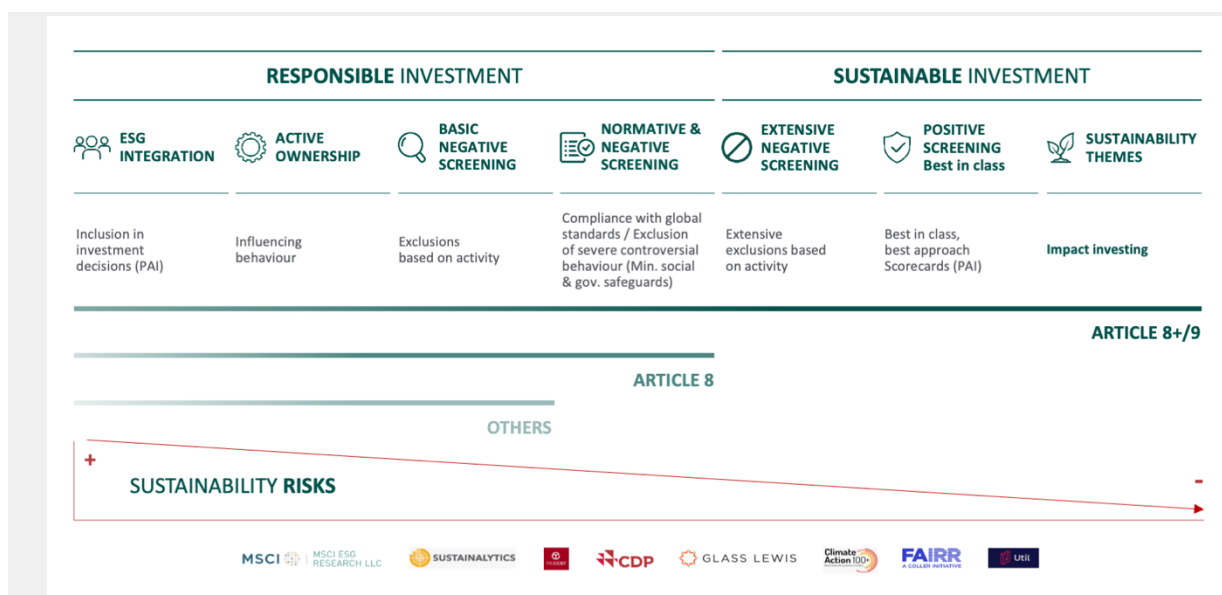 RESPONSIBLE INVESTMENT
SUSTAINABLE INVESTMENT
ESG
INTEGRATION
ACTIVE
OWNERSHIP
BASIC
NEGATIVE
SCREENING
NORMATIVE &
NEGATIVE
SCREENING
EXTENSIVE
NEGATIVE
SCREENING
POSITIVE
SCREENING
Best in class
SUSTAINABILITY
THEMES
Inclusion in
investment
decisions (PAI)
Influencing
behaviour
Exclusions
based on activity
Compliance with global
standards / Exclusion
of severe controversial
behaviour (Min. social
& gov. safeguards)
Extensive
exclusions based
on activity
Best in class,
best approach
Scorecards (PAI)
Impact investing
ARTICLE 8+/9
ARTICLE 8
OTHERS
+
-
SUSTAINABILITY RISKS
MSCI
MSCI ESG
RESEARCH LLC
SUSTAINALYTICS
CDP
GLASS LEWIS
Climate
Action 100+
FAIRR
A COLLER INITIATIVE
Util